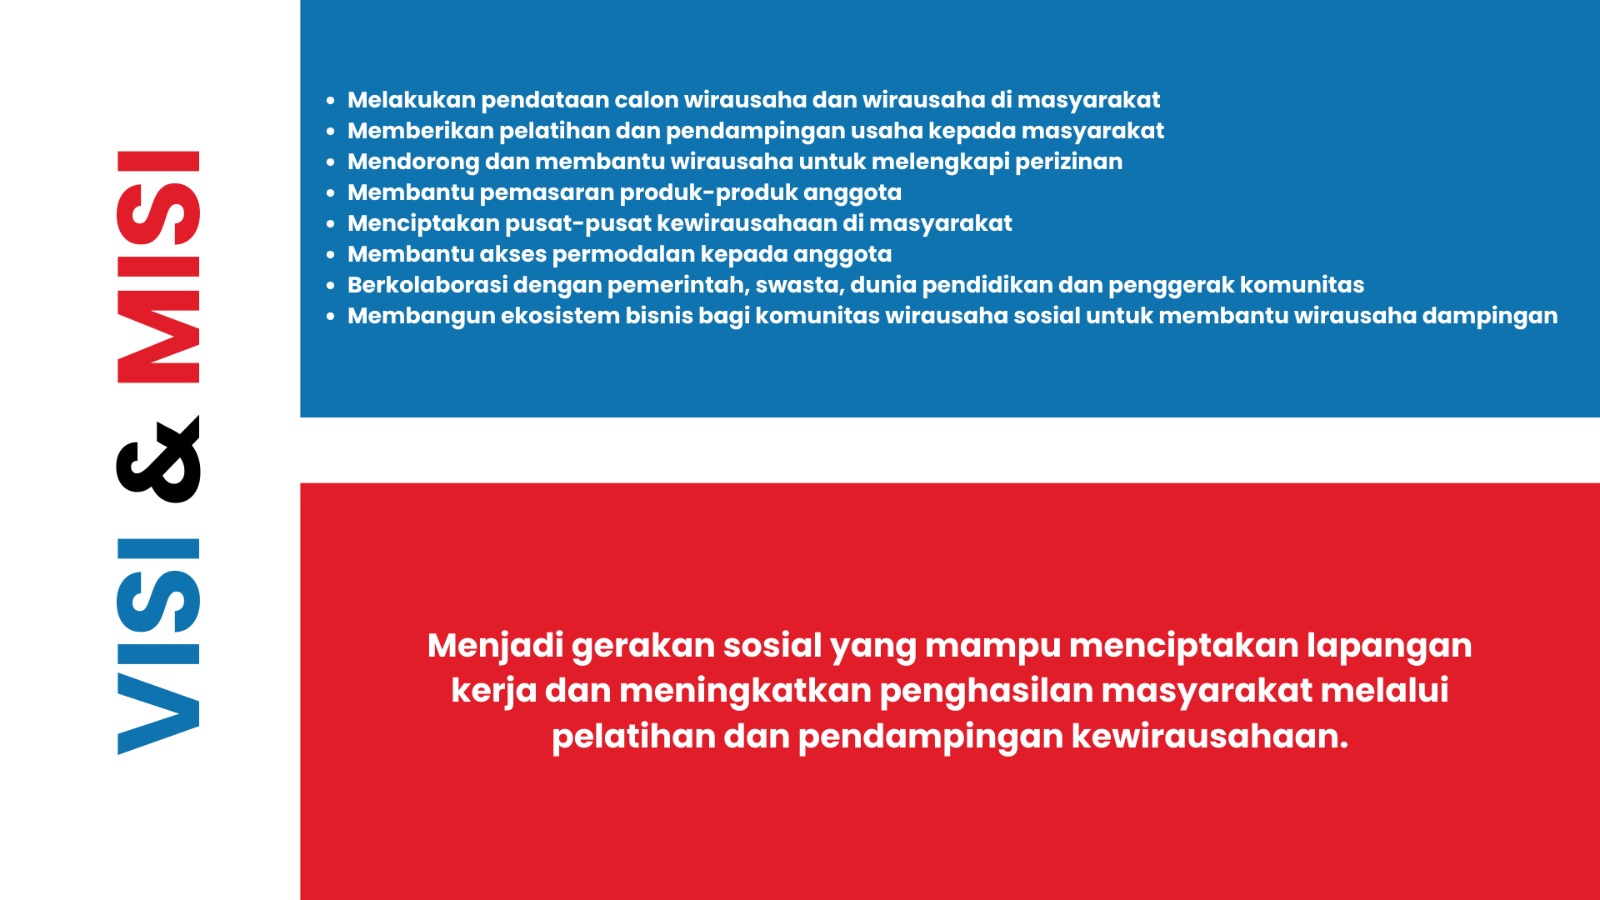 VISI & MISI
• Melakukan pendataan calon wirausaha dan wirausaha di masyarakat
• Memberikan pelatihan dan pendampingan usaha kepada masyarakat
• Mendorong dan membantu wirausaha untuk melengkapi perizinan
• Membantu pemasaran produk-produk anggota
• Menciptakan pusat-pusat kewirausahaan di masyarakat
• Membantu akses permodalan kepada anggota
• Berkolaborasi dengan pemerintah, swasta, dunia pendidikan dan penggerak komunitas
• Membangun ekosistem bisnis bagi komunitas wirausaha sosial untuk membantu wirausaha dampingan
Menjadi gerakan sosial yang mampu menciptakan lapangan
kerja dan meningkatkan penghasilan masyarakat melalui
pelatihan dan pendampingan kewirausahaan.